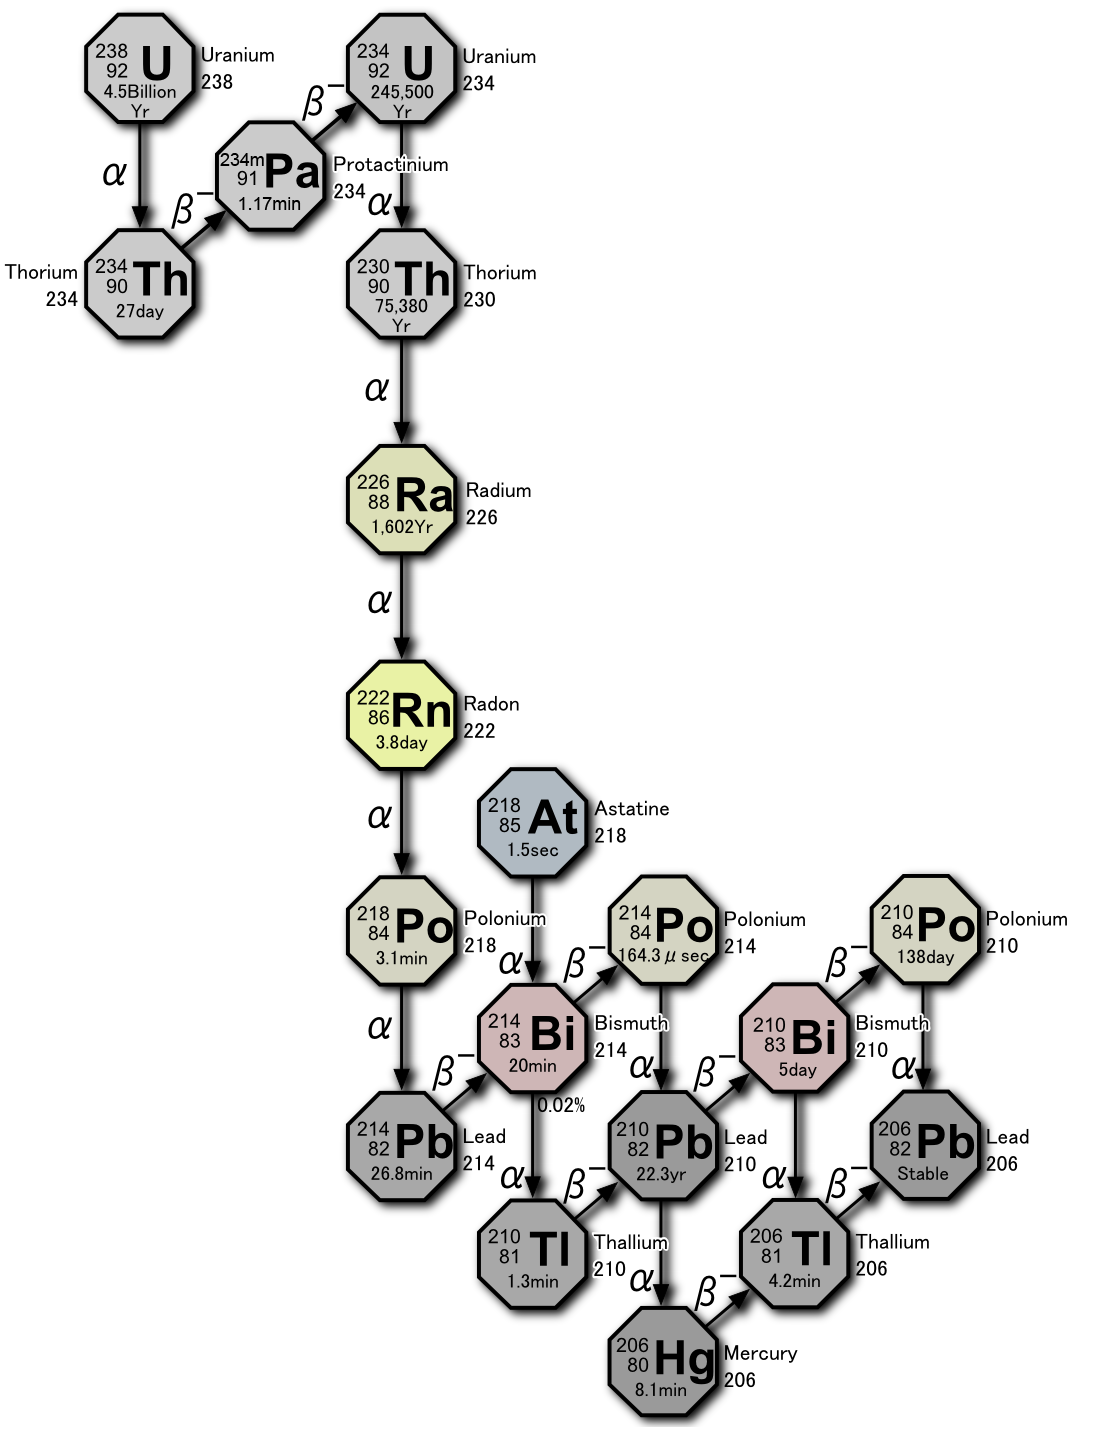 238
92 U
4.5Billion
Yr
Uranium
238
234
92 U
245,500
Yr
Uranium
234
β−
α
234m
91 Pa
1.17min
Protactinium
234
β−
α
234
90 Th
27day
Thorium
234
230
90 Th
75,380
Yr
Thorium
230
α
226
88 Ra
1,602Yr
Radium
226
α
222
86 Rn
3.8day
Radon
222
α
218
85 At
1.5sec
Astatine
218
218
84 Po
3.1min
Polonium
218
α
β−
214
84 Po
164.3 μ sec
Polonium
214
β−
210
84 Po
138day
Polonium
210
α
β−
214
83 Bi
20min
Bismuth
214
0.02%
α
β−
210
83 Bi
5day
Bismuth
210
α
214
82 Pb
26.8min
Lead
214
α
β−
210
82 Pb
22.3yr
Lead
210
α
β−
206
82 Pb
Stable
Lead
206
210
81 Tl
1.3min
Thallium
210
α
β−
206
81 Tl
4.2min
Thallium
206
206
80 Hg
8.1min
Mercury
206